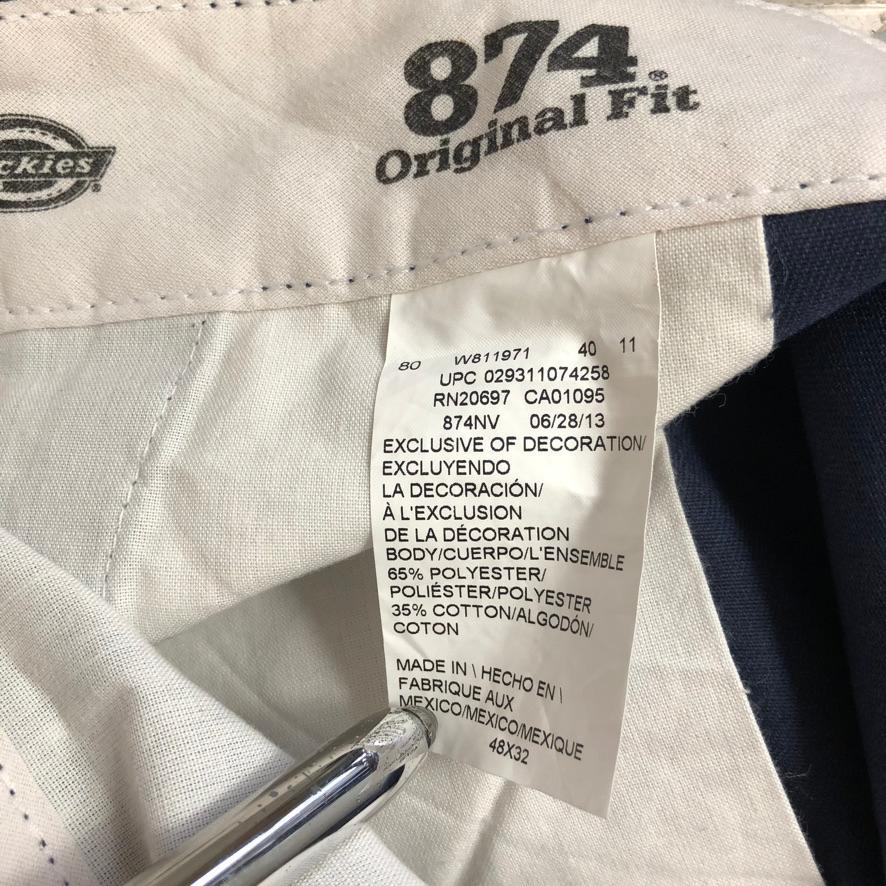 874
Original Fit®
ckies®
80 W811971 40 11
UPC 029311074258
RN20697 CA01095
874NV 06/28/13
EXCLUSIVE OF DECORATION/
EXCLUYENDO
LA DECORACIÓN/
À L'EXCLUSION
DE LA DÉCORATION
BODY/CUERPO/L'ENSEMBLE
65% POLYESTER/
POLIÉSTER/POLYESTER
35% COTTON/ALGODÓN/
COTON
MADE IN \ HECHO EN \
FABRIQUE AUX
MEXICO/MEXICO/MEXIQUE
48X32